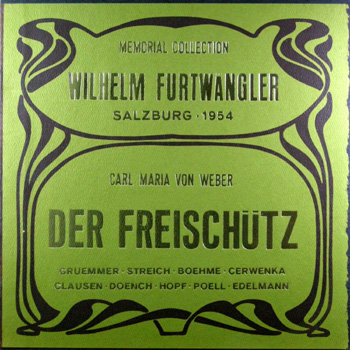 MEMORIAL COLLECTION
WILHELM FURTWANGLER
SALZBURG · 1954
CARL MARIA VON WEBER
DER FREISCHÜTZ
GRUEMMER · STREICH · BOEHME · CERWENKA
CLAUSEN · DOENCH · HOPF · POELL · EDELMANN